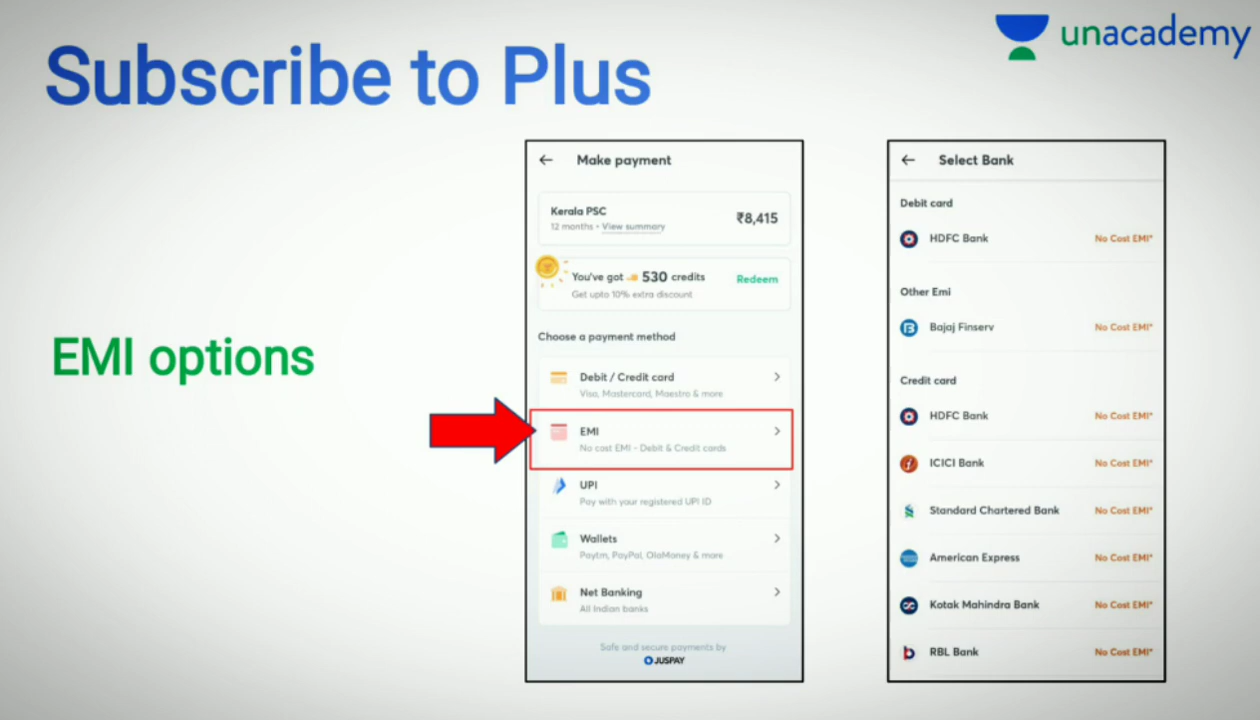 Subscribe to Plus
unacademy
EMI options
Make payment
Kerala PSC
12 months • View summary
₹8,415
You've got 530 credits
Get upto 10% extra discount
Redeem
Choose a payment method
Debit / Credit card
Visa, Mastercard, Maestro & more
EMI
No cost EMI - Debit & Credit cards
UPI
Pay with your registered UPI ID
Wallets
Paytm, PayPal, OlaMoney & more
Net Banking
All Indian banks
Safe and secure payments by
JUSPAY
Select Bank
Debit card
HDFC Bank No Cost EMI*
Other Emi
Bajaj Finserv No Cost EMI*
Credit card
HDFC Bank No Cost EMI*
ICICI Bank No Cost EMI*
Standard Chartered Bank No Cost EMI*
American Express No Cost EMI*
Kotak Mahindra Bank No Cost EMI*
RBL Bank No Cost EMI*